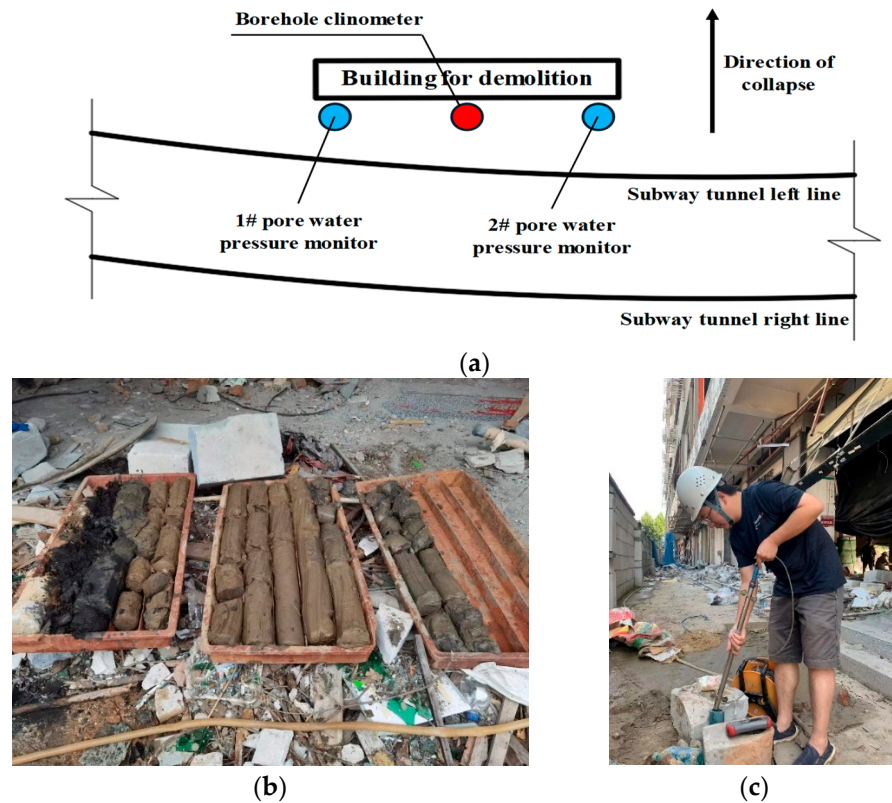 Borehole clinometer
Building for demolition
Direction of
collapse
Subway tunnel left line
1# pore water
pressure monitor
2# pore water
pressure monitor
Subway tunnel right line
(a)
(b)
(c)